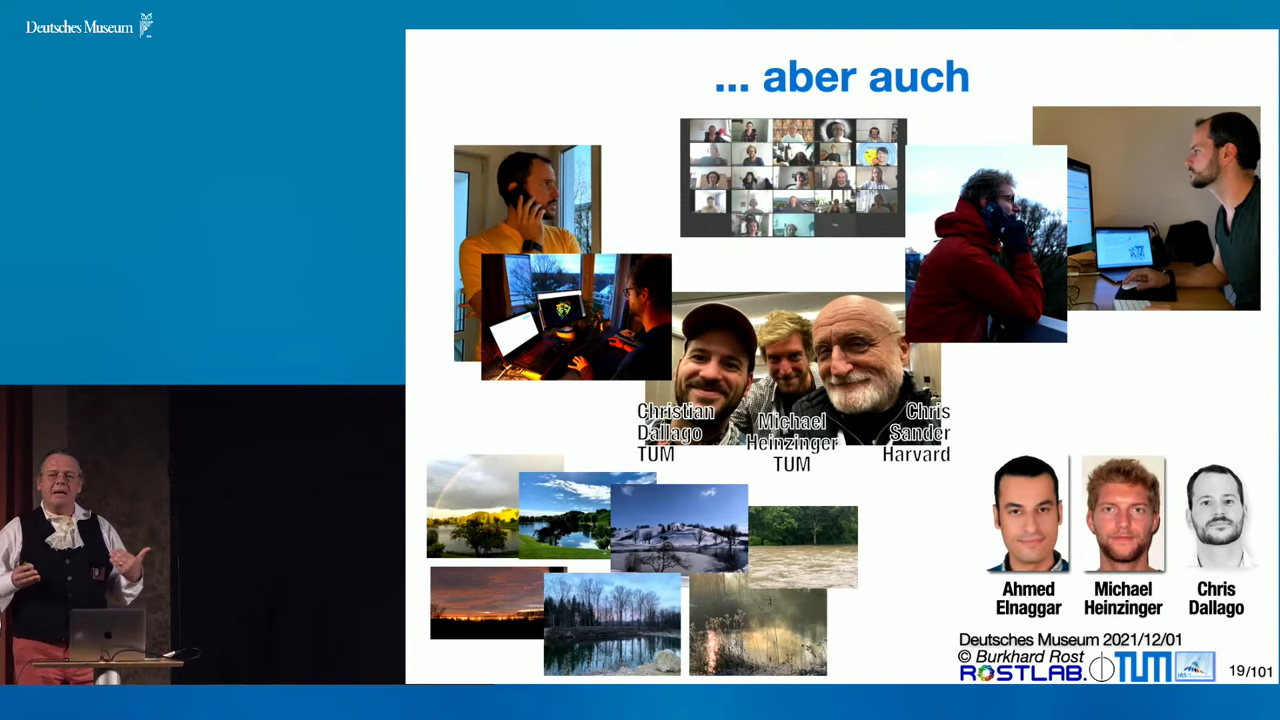 Deutsches Museum
... aber auch
Christian
Dallago
TUM
Michael
Heinzinger
TUM
Chris
Sander
Harvard
Ahmed
Elnaggar
Michael
Heinzinger
Chris
Dallago
Deutsches Museum 2021/12/01
© Burkhard Rost
ROSTLAB.
TUM
IAS
19/101